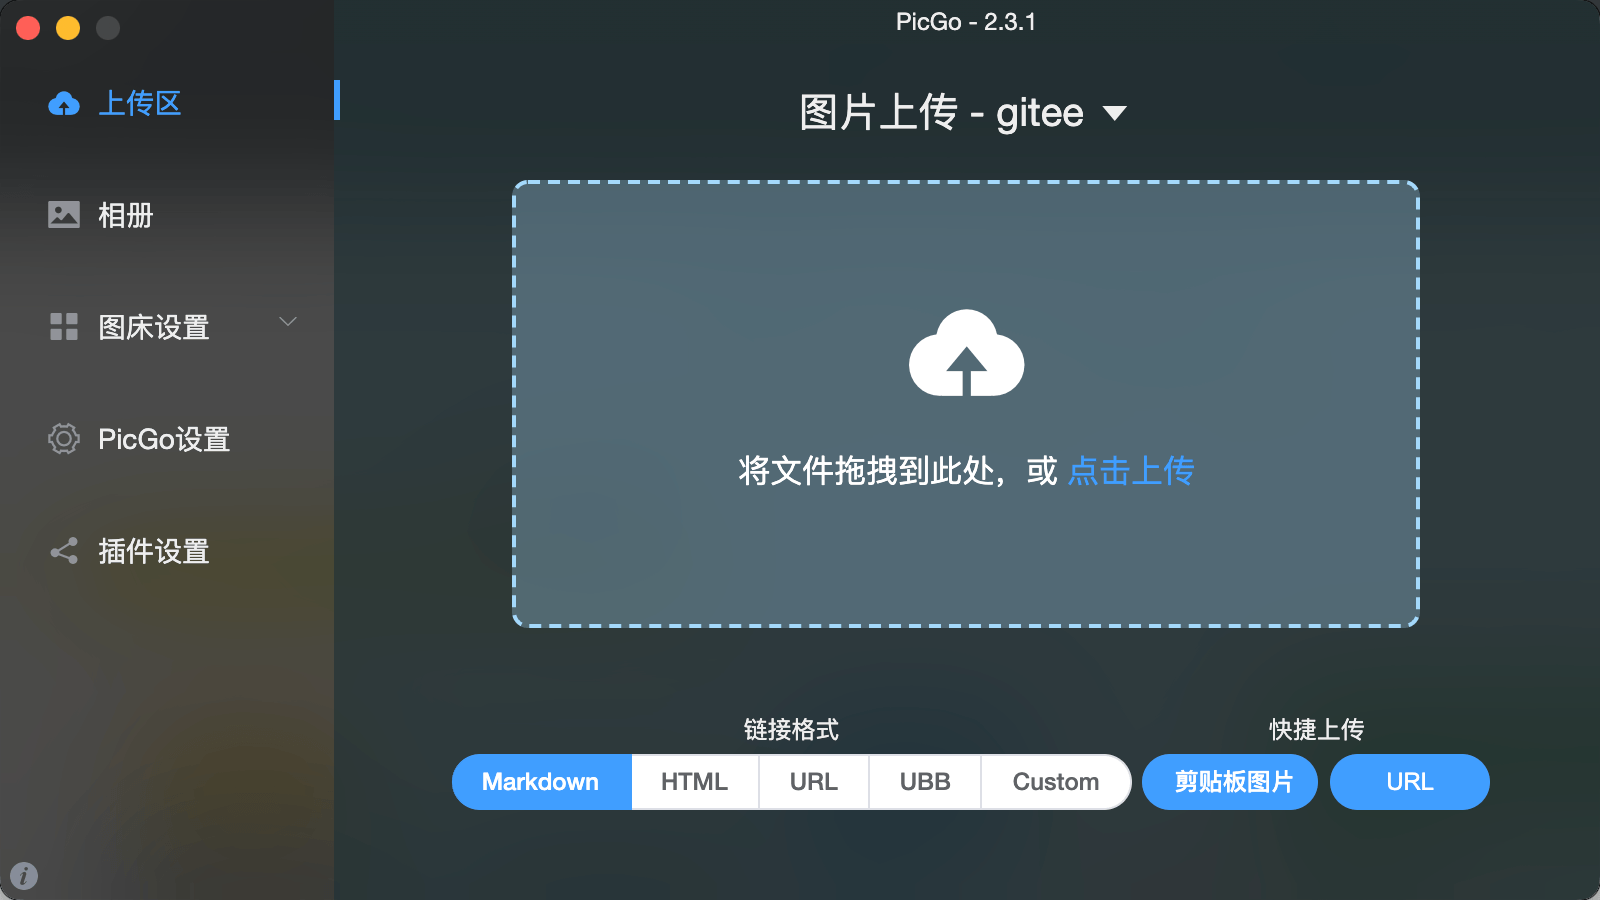 PicGo - 2.3.1
上传区
相册
图床设置
PicGo设置
插件设置
图片上传 - gitee
将文件拖拽到此处，或 点击上传
链接格式
快捷上传
Markdown HTML URL UBB Custom
剪贴板图片 URL
i